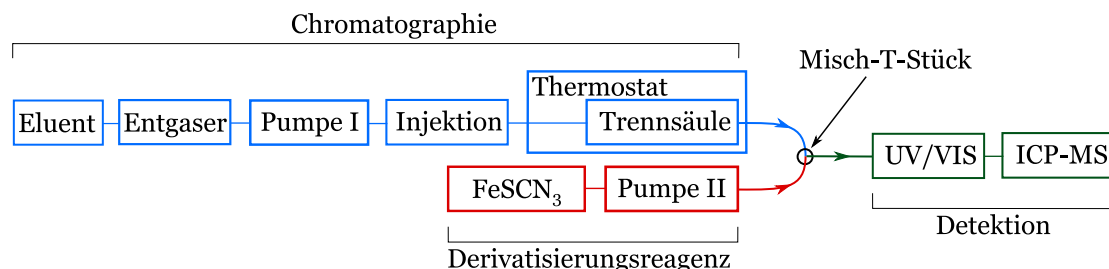 Chromatographie
Misch-T-Stück
Thermostat
Eluent
Entgaser
Pumpe I
Injektion
Trennsäule
UV/VIS
ICP-MS
FeSCN₃
Pumpe II
Detektion
Derivatisierungsreagenz